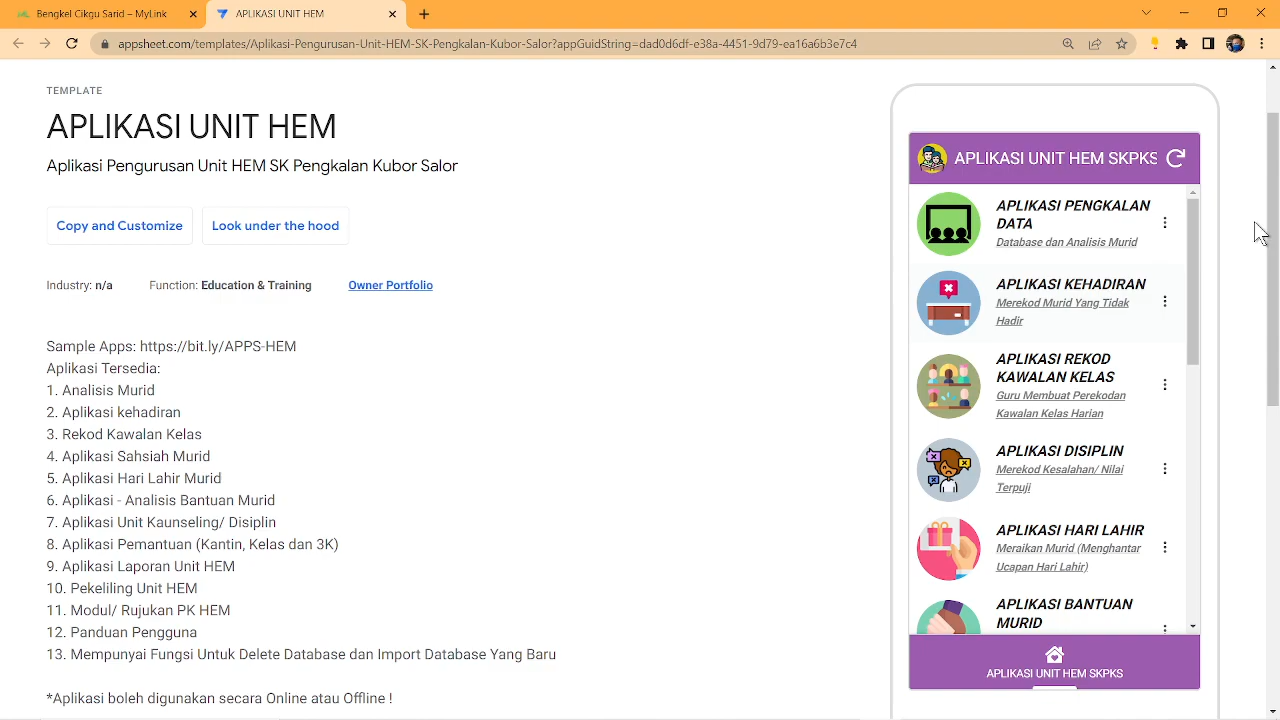 Bengkel Cikgu Sarid – MyLink
APLIKASI UNIT HEM
appsheet.com/templates/Aplikasi-Pengurusan-Unit-HEM-SK-Pengkalan-Kubor-Salor?appGuidString=dad0d6df-e38a-4451-9d79-ea16a6b3e7c4
TEMPLATE
APLIKASI UNIT HEM
Aplikasi Pengurusan Unit HEM SK Pengkalan Kubor Salor
Copy and Customize
Look under the hood
Industry: n/a
Function: Education & Training
Owner Portfolio
Sample Apps: https://bit.ly/APPS-HEM
Aplikasi Tersedia:
1. Analisis Murid
2. Aplikasi kehadiran
3. Rekod Kawalan Kelas
4. Aplikasi Sahsiah Murid
5. Aplikasi Hari Lahir Murid
6. Aplikasi - Analisis Bantuan Murid
7. Aplikasi Unit Kaunseling/ Disiplin
8. Aplikasi Pemantuan (Kantin, Kelas dan 3K)
9. Aplikasi Laporan Unit HEM
10. Pekeliling Unit HEM
11. Modul/ Rujukan PK HEM
12. Panduan Pengguna
13. Mempunyai Fungsi Untuk Delete Database dan Import Database Yang Baru
*Aplikasi boleh digunakan secara Online atau Offline !
APLIKASI UNIT HEM SKPKS
APLIKASI PENGKALAN
DATA
Database dan Analisis Murid
APLIKASI KEHADIRAN
Merekod Murid Yang Tidak
Hadir
APLIKASI REKOD
KAWALAN KELAS
Guru Membuat Perekodan
Kawalan Kelas Harian
APLIKASI DISIPLIN
Merekod Kesalahan/ Nilai
Terpuji
APLIKASI HARI LAHIR
Meraikan Murid (Menghantar
Ucapan Hari Lahir)
APLIKASI BANTUAN
MURID
APLIKASI UNIT HEM SKPKS